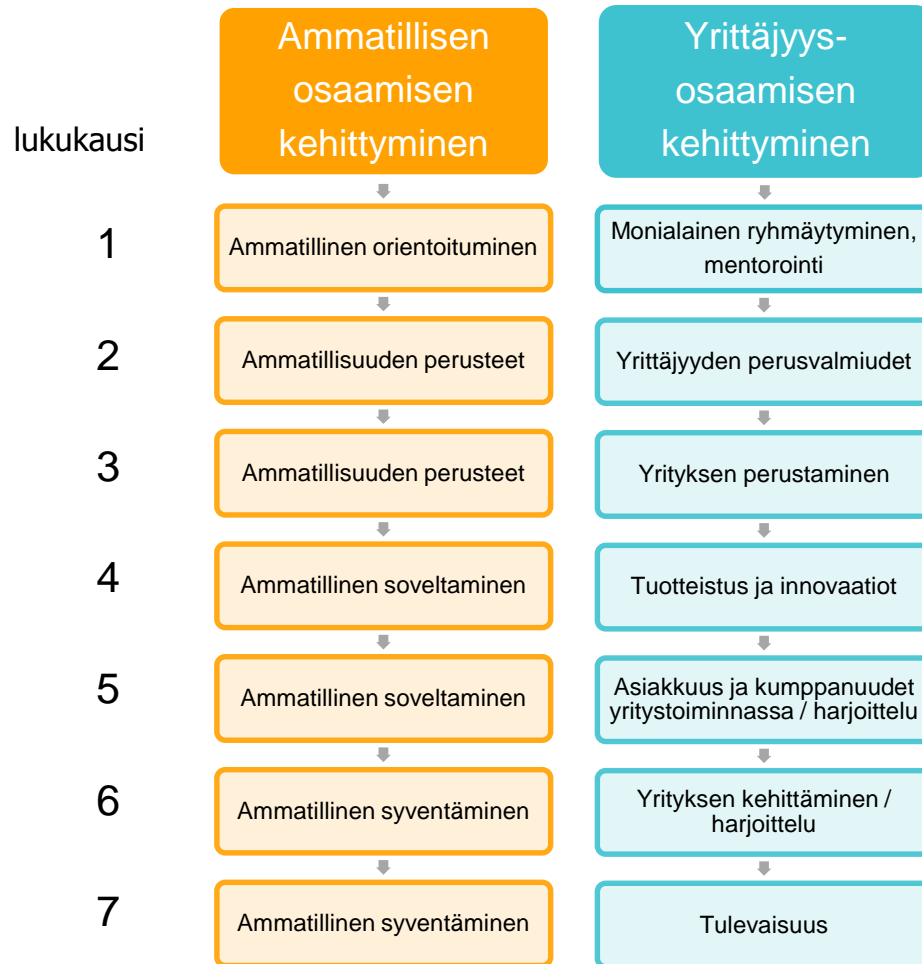 Ammatillisen
osaamisen
kehittyminen
Yrittäjyys-
osaamisen
kehittyminen
lukukausi
1
Ammatillinen orientoituminen
Monialainen ryhmäytyminen,
mentorointi
2
Ammatillisuuden perusteet
Yrittäjyyden perusvalmiudet
3
Ammatillisuuden perusteet
Yrityksen perustaminen
4
Ammatillinen soveltaminen
Tuotteistus ja innovaatiot
5
Ammatillinen soveltaminen
Asiakkuus ja kumppanuudet
yritystoiminnassa / harjoittelu
6
Ammatillinen syventäminen
Yrityksen kehittäminen /
harjoittelu
7
Ammatillinen syventäminen
Tulevaisuus